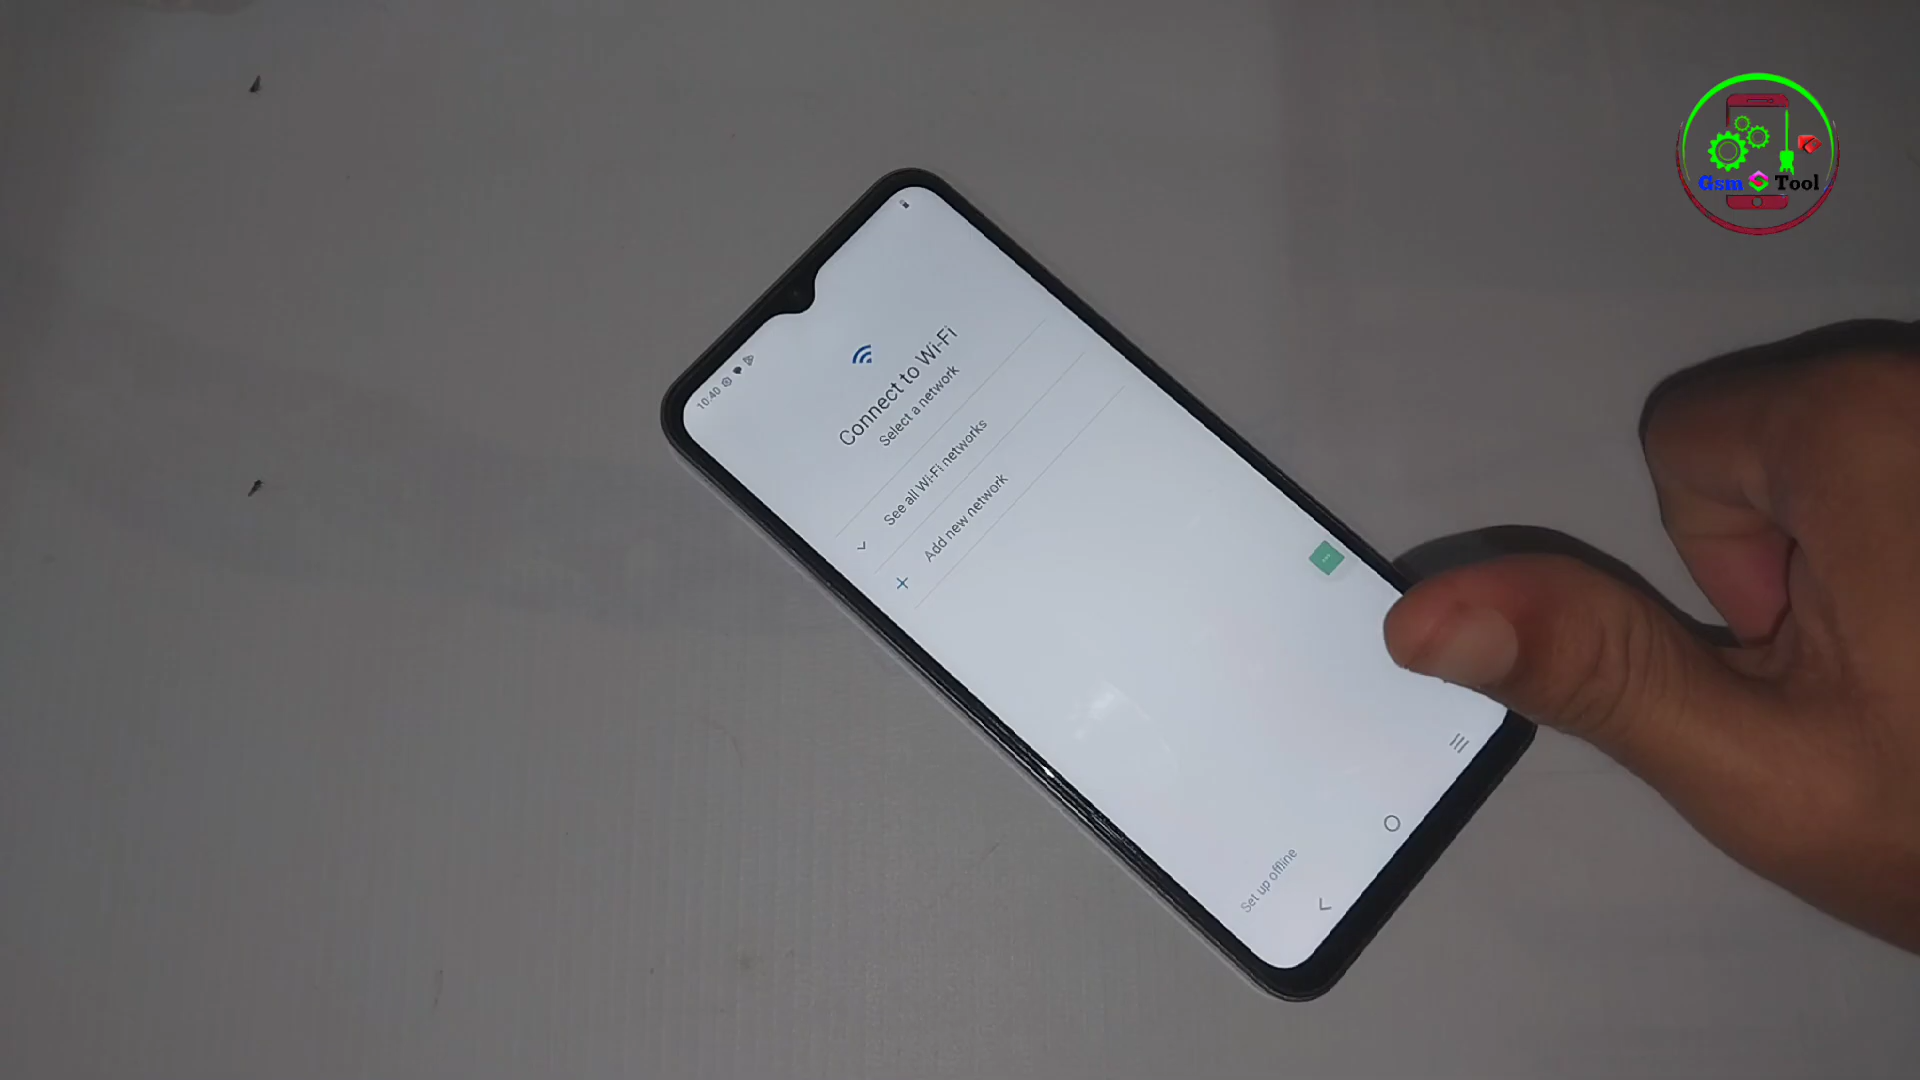 Gsm Tool
10:40
Connect to Wi-Fi
Select a network
See all Wi-Fi networks
Add new network
Set up offline